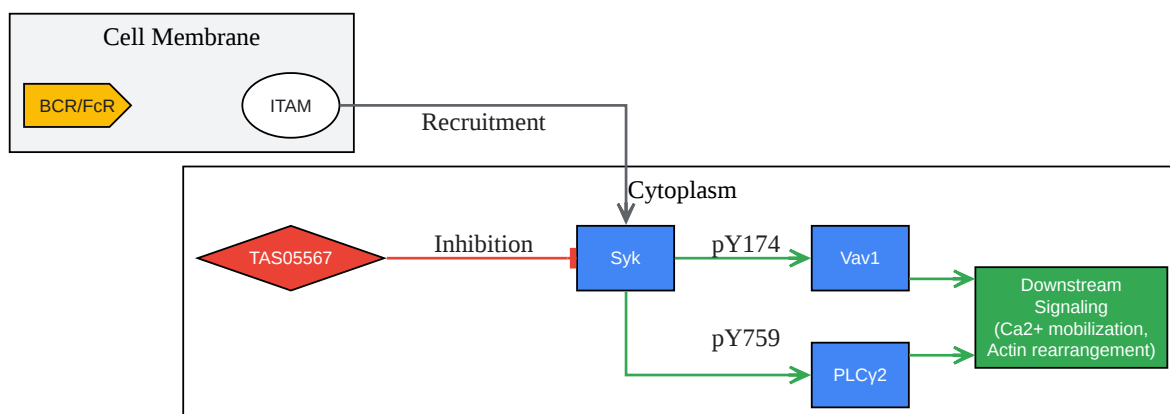 Cell Membrane
BCR/FcR
ITAM
Recruitment
Cytoplasm
TAS05567
Inhibition
Syk
pY174
Vav1
Downstream
Signaling
(Ca2+ mobilization,
Actin rearrangement)
pY759
PLCγ2